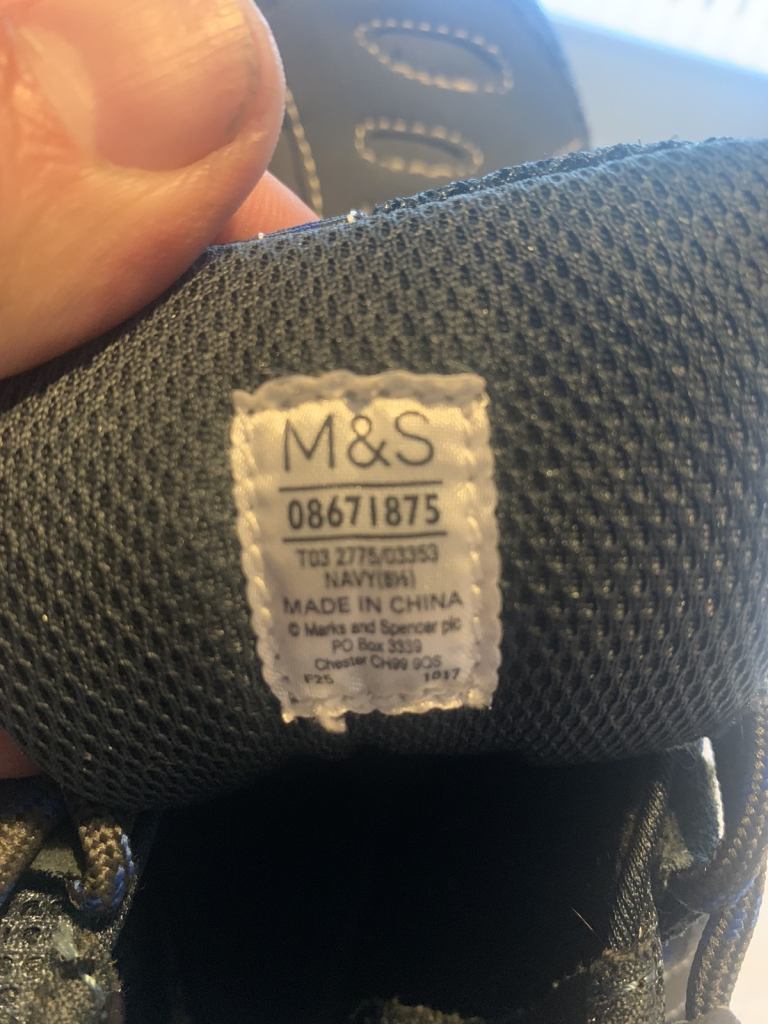 M&S
08671875
T03 2775/03353
NAVY(8½)
MADE IN CHINA
© Marks and Spencer plc
PO Box 3339
Chester CH99 9QS
F25 1017